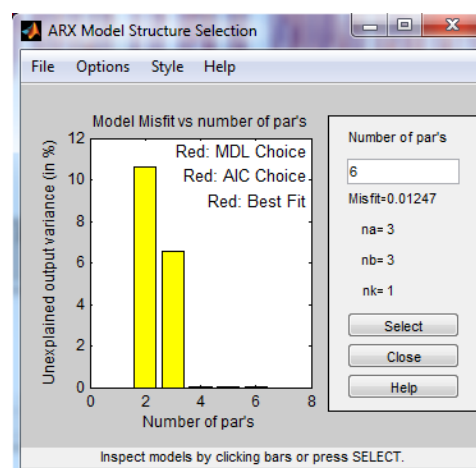 ARX Model Structure Selection
File Options Style Help
Model Misfit vs number of par's
Unexplained output variance (in %)
12
10
8
6
4
2
0
Red: MDL Choice
Red: AIC Choice
Red: Best Fit
0 2 4 6 8
Number of par's
Number of par's
6
Misfit=0.01247
na= 3
nb= 3
nk= 1
Select
Close
Help
Inspect models by clicking bars or press SELECT.